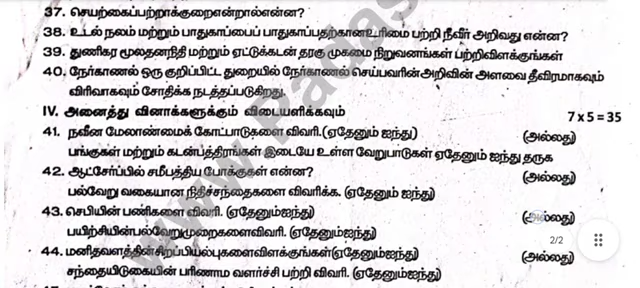 37. செயற்கைப்பற்றாக்குறைஎன்றால்என்ன?
38. உடல் நலம் மற்றும் பாதுகாப்பைப் பாதுகாப்பதற்கானஉரிமை பற்றி நீவீர் அறிவது என்ன?
39. துணிகர மூலதனநிதி மற்றும் ஏட்டுக்கடன் தரகு முகமை நிறுவனங்கள் பற்றிவிளக்குங்கள்
40. நேர்காணல் ஒரு குறிப்பிட்ட துறையில் நேர்காணல் செய்பவரின்அறிவின் அளவை தீவிரமாகவும்
விரிவாகவும் சோதிக்க நடத்தப்படுகிறது.
IV. அனைத்து வினாக்களுக்கும் விடையளிக்கவும் 7 x 5 = 35
41. நவீன மேலாண்மைக் கோட்பாடுகளை விவரி. (ஏதேனும் ஐந்து) (அல்லது)
பங்குகள் மற்றும் கடன்பத்திரங்கள் இடையே உள்ள வேறுபாடுகள் ஏதேனும் ஐந்து தருக
42. ஆட்சேர்ப்பில் சமீபத்திய போக்குகள் என்ன? (அல்லது)
பல்வேறு வகையான நிதிச்சந்தைகளை விவரிக்க. (ஏதேனும் ஐந்து)
43. செபியின் பணிகளை விவரி. (ஏதேனும்ஐந்து) (அல்லது)
பயிற்சியின்பல்வேறுமுறைகளைவிவரி. (ஏதேனும்ஐந்து)
2/2
44. மனிதவளத்தின்சிறப்பியல்புகளைவிளக்குங்கள்(ஏதேனும்ஐந்து) (அல்லது)
சந்தையிடுகையின் பரிணாம வளர்ச்சி பற்றி விவரி. (ஏதேனும்ஐந்து)